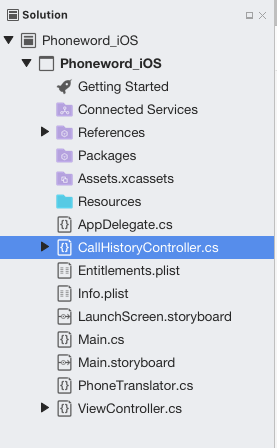 Solution
Phoneword_iOS
Phoneword_iOS
Getting Started
Connected Services
References
Packages
Assets.xcassets
Resources
AppDelegate.cs
CallHistoryController.cs
Entitlements.plist
Info.plist
LaunchScreen.storyboard
Main.cs
Main.storyboard
PhoneTranslator.cs
ViewController.cs